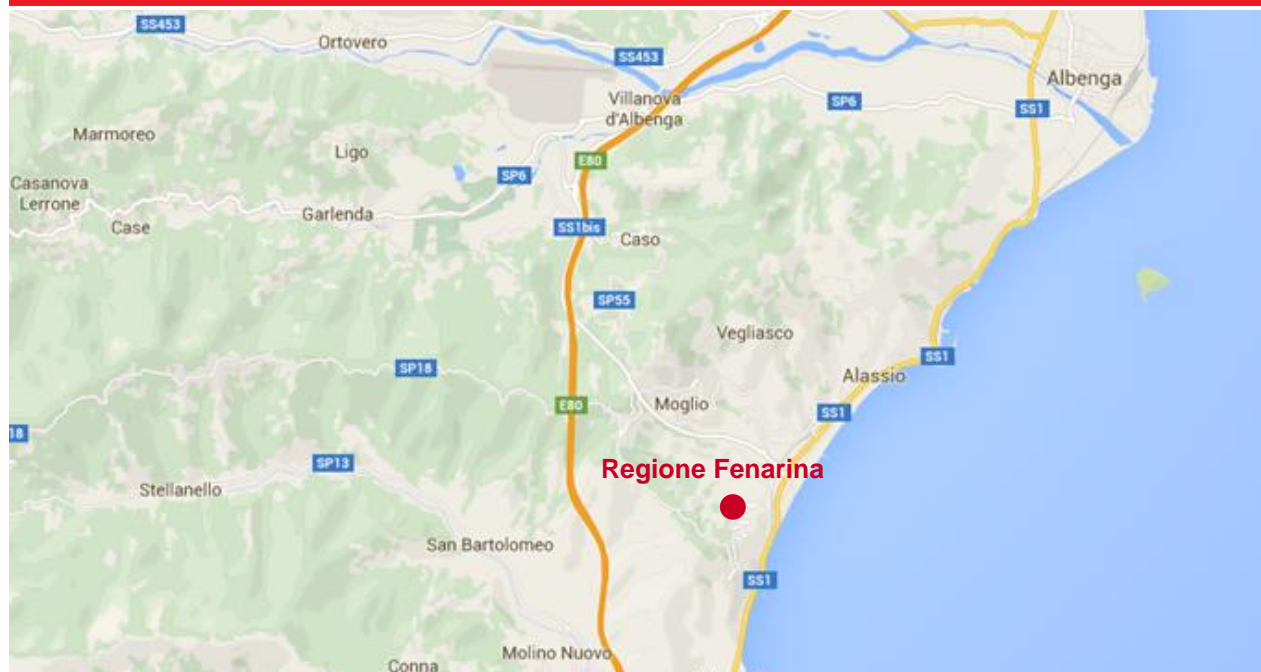 SS453
Ortovero
SS453
Albenga
Villanova
d'Albenga
SP6
SS1
Marmoreo
Ligo
E80
SP6
Casanova
Lerrone
Garlenda
Case
SS1bis
Caso
SP55
Vegliasco
SS1
SP18
Alassio
E80
Moglio
SS1
18
SP13
Regione Fenarina
Stellanello
San Bartolomeo
SS1
Molino Nuovo
Conna